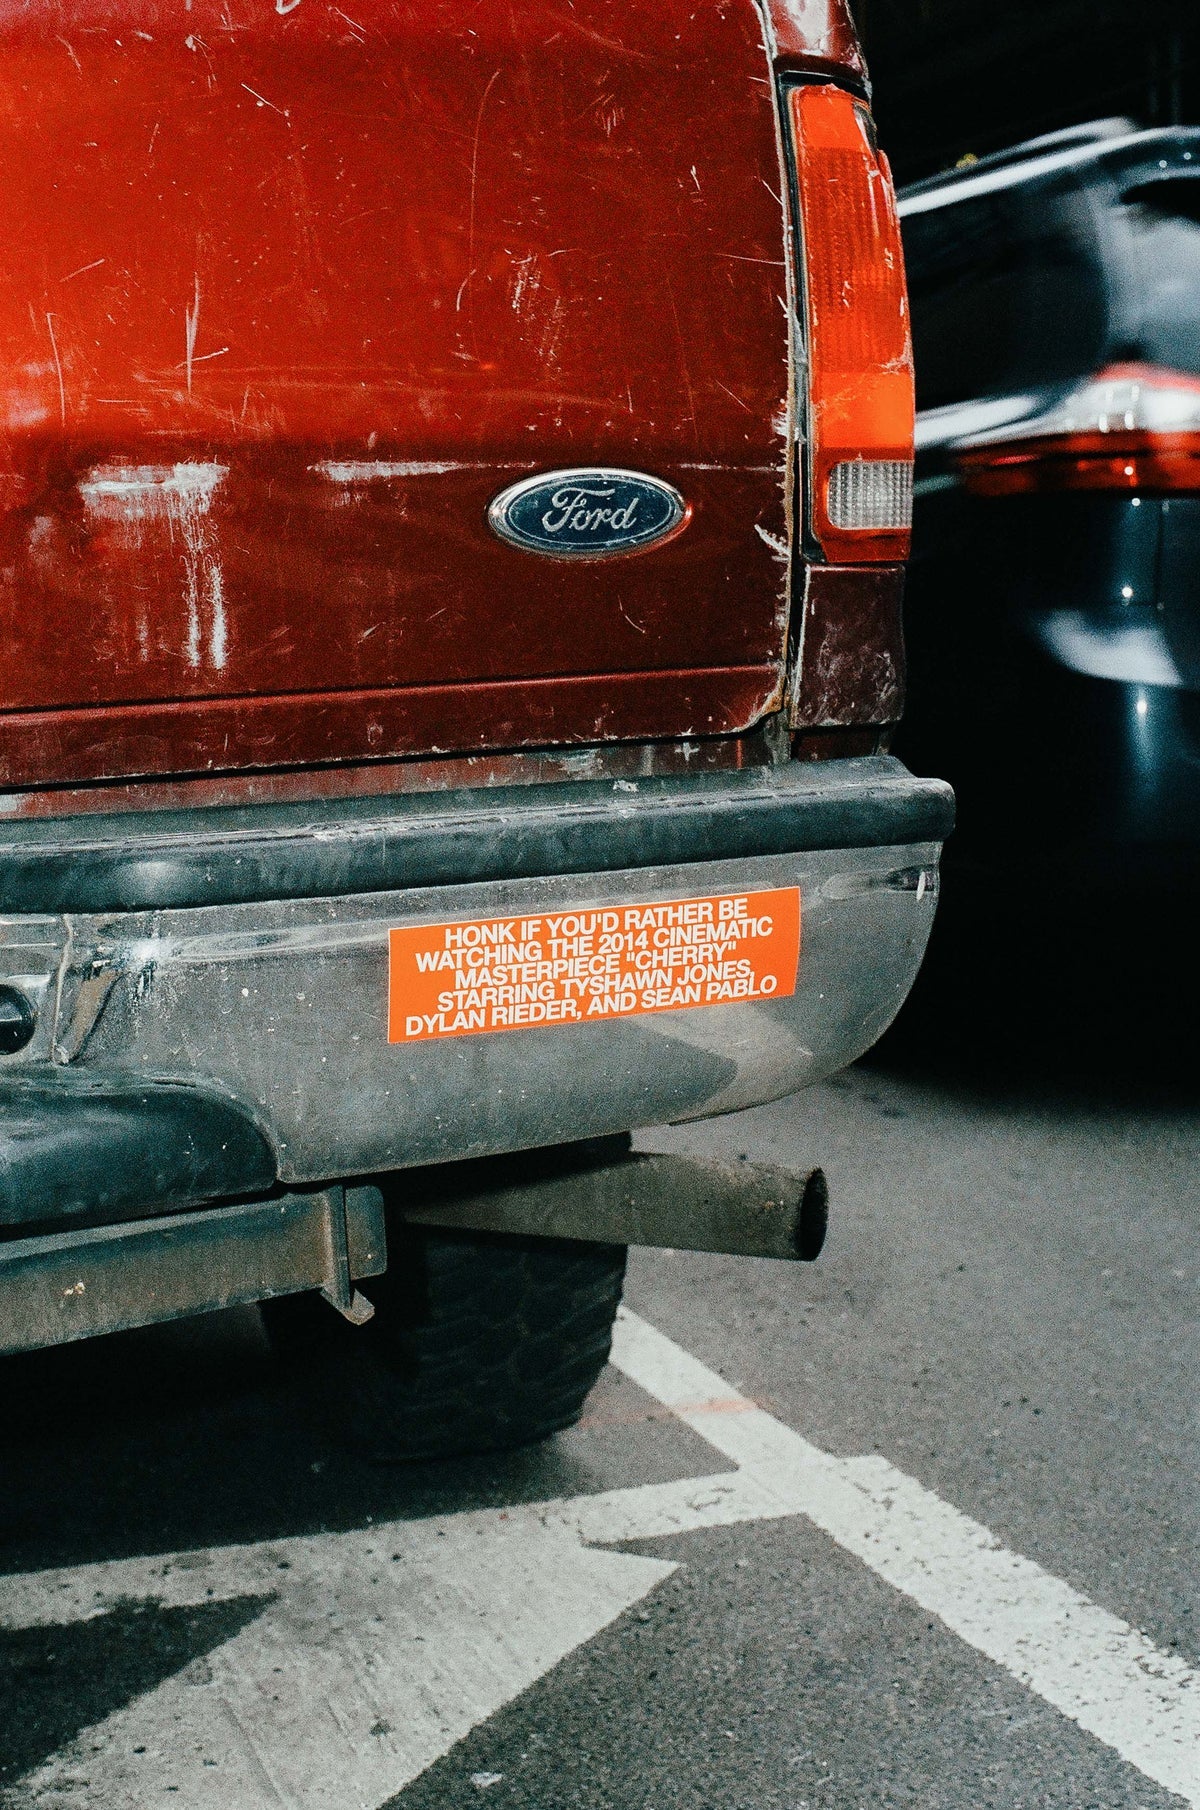 Ford
HONK IF YOU'D RATHER BE
WATCHING THE 2014 CINEMATIC
MASTERPIECE "CHERRY"
STARRING TYSHAWN JONES,
DYLAN RIEDER, AND SEAN PABLO